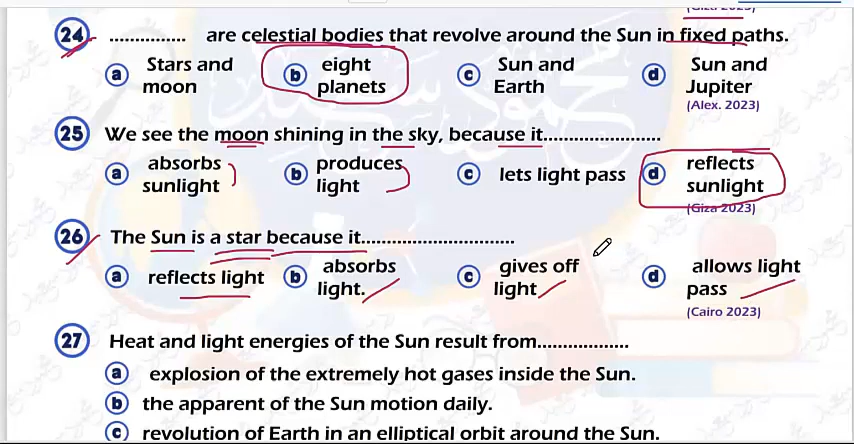 (Giza 2023)
24 ............... are celestial bodies that revolve around the Sun in fixed paths.
a Stars and moon
b eight planets
c Sun and Earth
d Sun and Jupiter
(Alex. 2023)
25 We see the moon shining in the sky, because it.......................
a absorbs sunlight
b produces light
c lets light pass
d reflects sunlight
(Giza 2023)
26 The Sun is a star because it..............................
a reflects light
b absorbs light.
c gives off light
d allows light pass
(Cairo 2023)
27 Heat and light energies of the Sun result from..................
a explosion of the extremely hot gases inside the Sun.
b the apparent of the Sun motion daily.
c revolution of Earth in an elliptical orbit around the Sun.